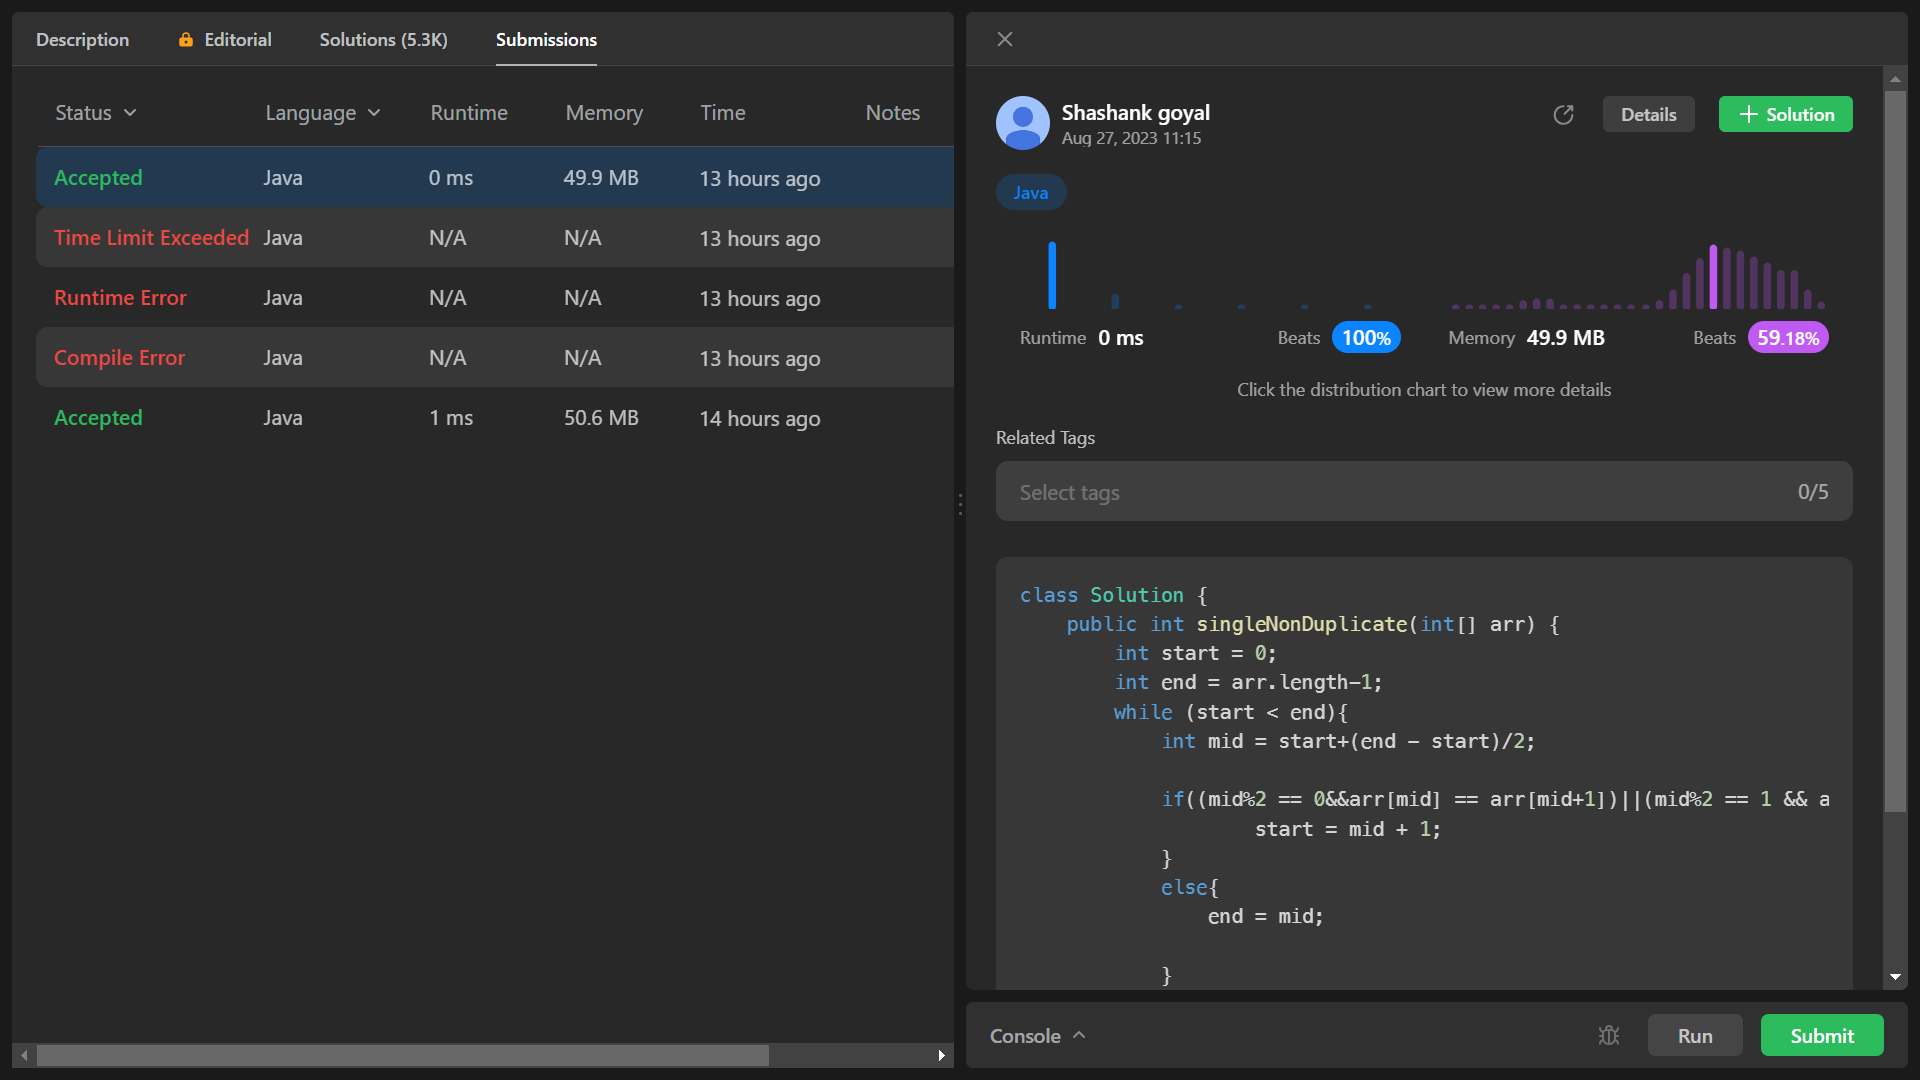 Description
Editorial
Solutions (5.3K)
Submissions
Status
Language
Runtime
Memory
Time
Notes
Accepted Java 0 ms 49.9 MB 13 hours ago
Time Limit Exceeded Java N/A N/A 13 hours ago
Runtime Error Java N/A N/A 13 hours ago
Compile Error Java N/A N/A 13 hours ago
Accepted Java 1 ms 50.6 MB 14 hours ago
Shashank goyal
Aug 27, 2023 11:15
Details
Solution
Java
Runtime 0 ms
Beats 100%
Memory 49.9 MB
Beats 59.18%
Click the distribution chart to view more details
Related Tags
Select tags
0/5
class Solution {
public int singleNonDuplicate(int[] arr) {
int start = 0;
int end = arr.length-1;
while (start < end){
int mid = start+(end - start)/2;
if((mid%2 == 0&&arr[mid] == arr[mid+1])||(mid%2 == 1 && a
start = mid + 1;
}
else{
end = mid;
}
Console
Run
Submit